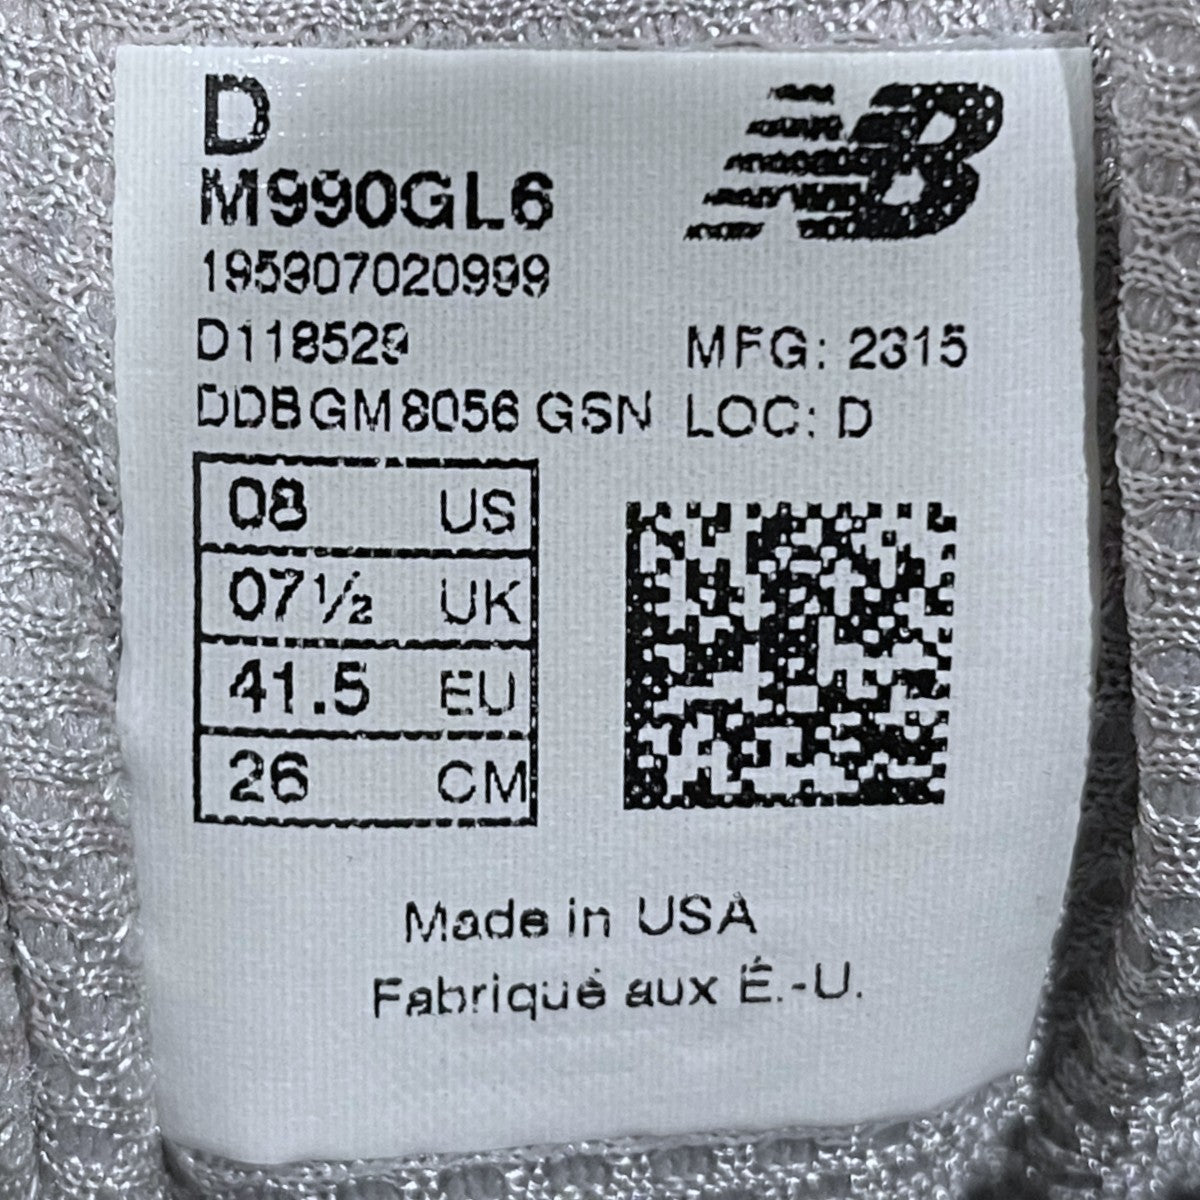 D
NB
M990GL6
195907020999
D118529
MFG: 2315
DDBGM8056 GSN
LOC: D
08 US
07½ UK
41.5 EU
26 CM
Made in USA
Fabriqué aux É.-U.